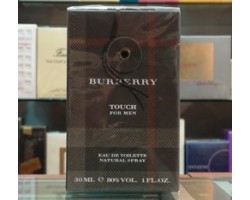 BURBERRY
TOUCH
FOR MEN
EAU DE TOILETTE
NATURAL SPRAY
30 ML. ℮ 80% VOL. 1 FL.OZ.